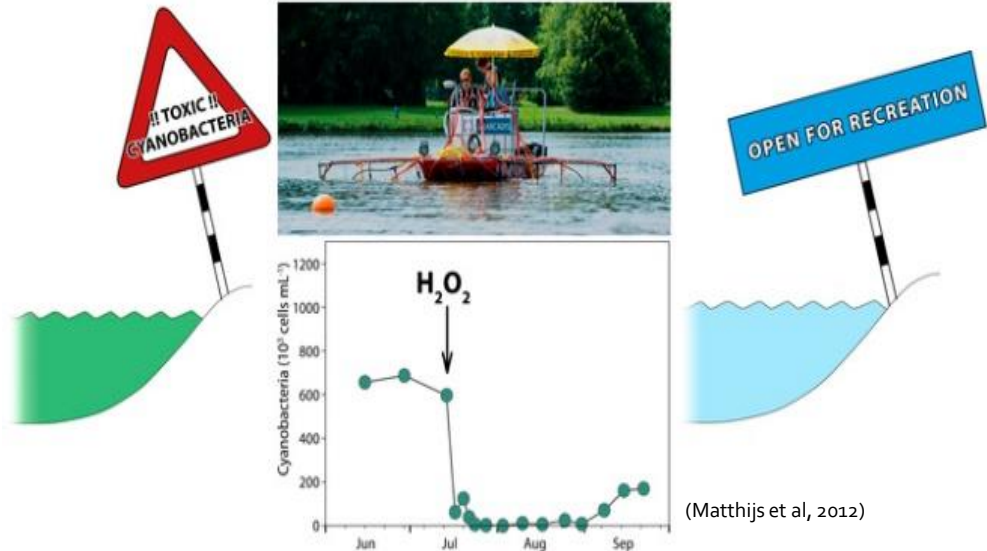 !! TOXIC !!
CYANOBACTERIA
OPEN FOR RECREATION
Cyanobacteria (10³ cells mL⁻¹)
1200
1000
800
600
400
200
0
H₂O₂
Jun Jul Aug Sep
(Matthijs et al, 2012)